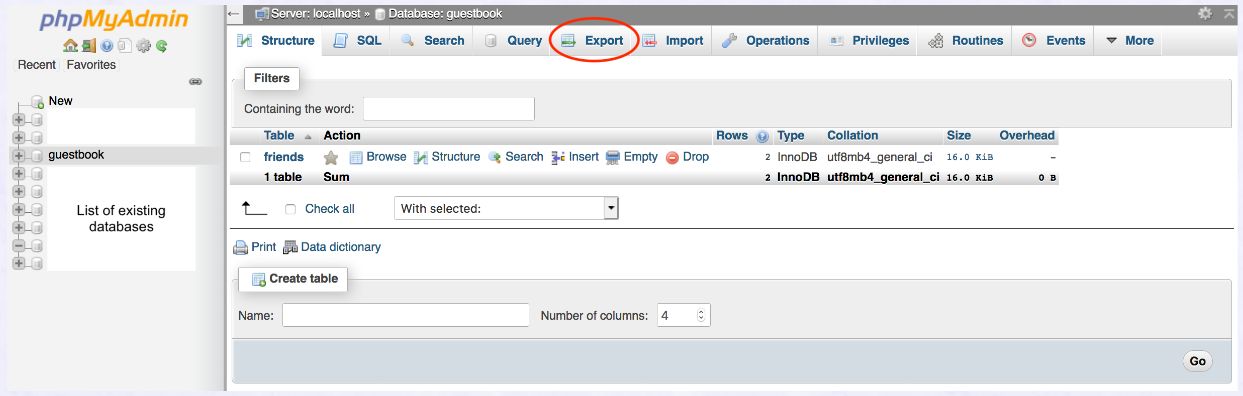 phpMyAdmin
Recent Favorites
New
guestbook
List of existing
databases
Server: localhost » Database: guestbook
Structure SQL Search Query Export Import Operations Privileges Routines Events More
Filters
Containing the word:
Table Action Rows Type Collation Size Overhead
friends Browse Structure Search Insert Empty Drop 2 InnoDB utf8mb4_general_ci 16.0 KiB –
1 table Sum 2 InnoDB utf8mb4_general_ci 16.0 KiB 0 B
Check all With selected:
Print Data dictionary
Create table
Name: Number of columns: 4
Go